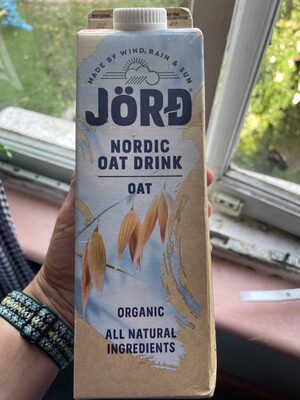 MADE BY WIND, RAIN & SUN
JÖRÐ
NORDIC
OAT DRINK
OAT
ORGANIC
ALL NATURAL
INGREDIENTS